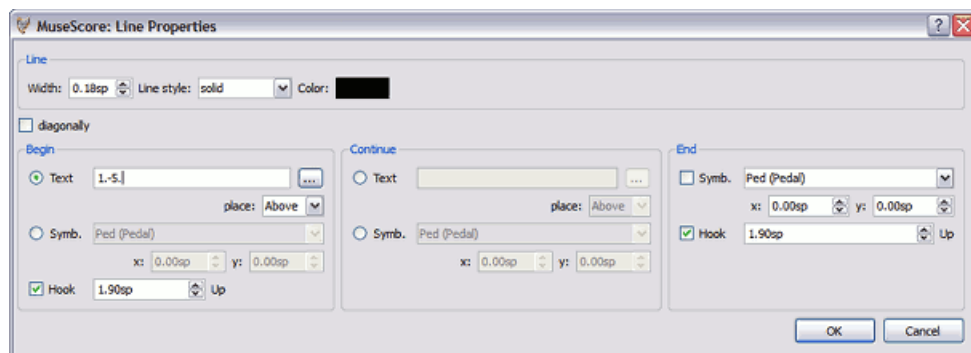 MuseScore: Line Properties
Line
Width: 0.18sp Line style: solid Color:
diagonally
Begin
Text 1.-5. ...
place: Above
Symb. Ped (Pedal)
x: 0.00sp y: 0.00sp
Hook 1.90sp Up
Continue
Text ...
place: Above
Symb. Ped (Pedal)
x: 0.00sp y: 0.00sp
End
Symb. Ped (Pedal)
x: 0.00sp y: 0.00sp
Hook 1.90sp Up
OK Cancel